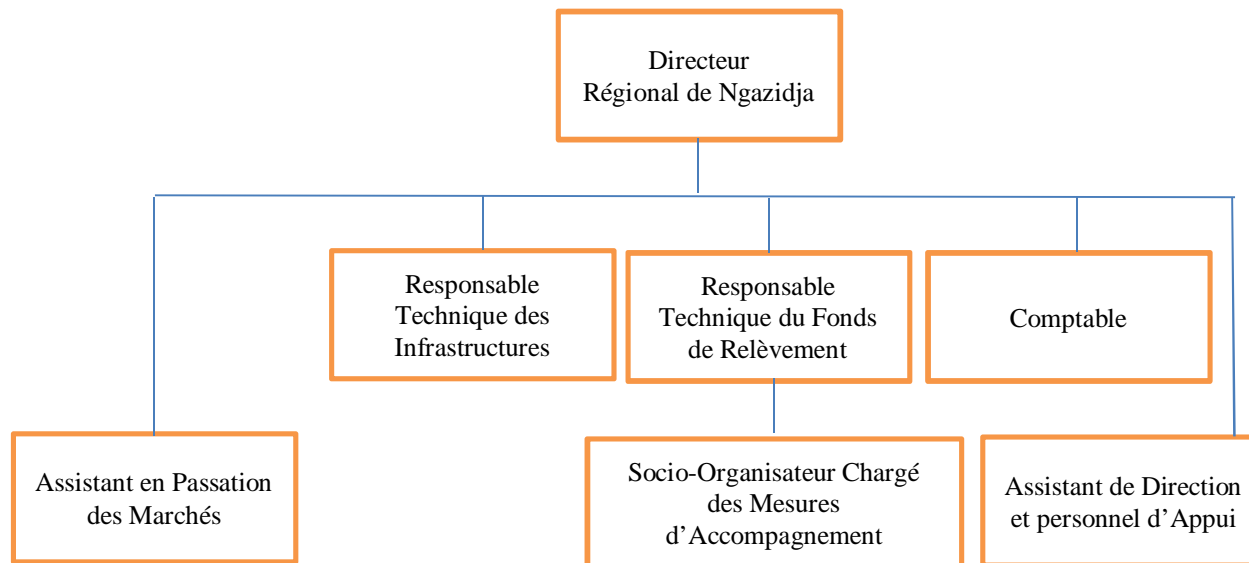 Directeur
Régional de Ngazidja
Responsable
Technique des
Infrastructures
Responsable
Technique du Fonds
de Relèvement
Comptable
Assistant en Passation
des Marchés
Socio-Organisateur Chargé
des Mesures
d’Accompagnement
Assistant de Direction
et personnel d’Appui